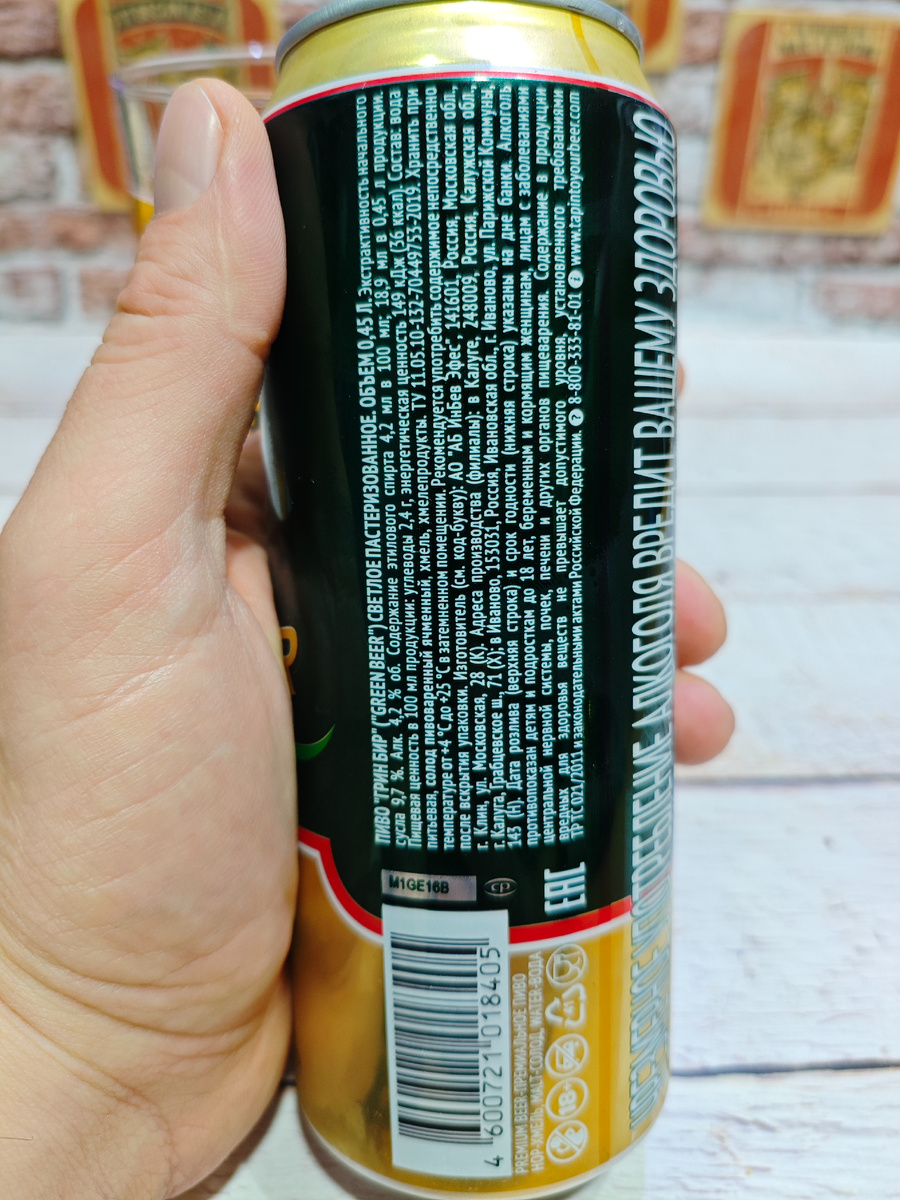 ПИВО "ГРИН БИР" ("GREEN BEER") СВЕТЛОЕ ПАСТЕРИЗОВАННОЕ. ОБЪЕМ 0,45 Л. Экстрактивность начального
сусла 9,7 %. Алк. 4,2 % об. Содержание этилового спирта 4,2 мл в 100 мл; 18,9 мл в 0,45 л продукции.
Пищевая ценность в 100 мл продукции: углеводы 2,4 г, энергетическая ценность 149 кДж (36 ккал). Состав: вода
питьевая, солод пивоваренный ячменный, хмель, хмелепродукты. ТУ 11.05.10-132-70449755-2019. Хранить при
температуре от +4 °С до +25 °С в затемненном помещении. Рекомендуется употребить содержимое непосредственно
после вскрытия упаковки. Изготовитель (см. код-букву): АО "АБ ИнБев Эфес", 141601, Россия, Московская обл.,
г. Клин, ул. Московская, 28 (К). Адреса производства (филиалы): в Калуге, 248009, Россия, Калужская обл.,
г. Калуга, Грабцевское ш., 71 (Х); в Иваново, 153031, Россия, Ивановская обл., г. Иваново, ул. Парижской Коммуны,
143 (Н). Дата розлива (верхняя строка) и срок годности (нижняя строка) указаны на дне банки. Алкоголь
противопоказан детям и подросткам до 18 лет, беременным и кормящим женщинам, лицам с заболеваниями
центральной нервной системы, почек, печени и других органов пищеварения. Содержание в продукции
вредных для здоровья веществ не превышает допустимого уровня, установленного требованиями
ТР ТС 021/2011 и законодательными актами Российской Федерации. 8-800-333-82-01 www.taptoyourbeer.com
ЧРЕЗМЕРНОЕ ПОТРЕБЛЕНИЕ АЛКОГОЛЯ ВРЕДИТ ВАШЕМУ ЗДОРОВЬЮ
M1GE16B
СР
ЕАС
4 600721 018405
PREMIUM BEER-ПРЕМИАЛЬНОЕ ПИВО
HOP-ХМЕЛЬ, MALT-СОЛОД, WATER-ВОДА
18+